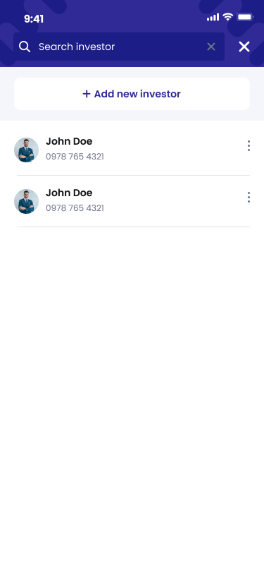 9:41
Search investor
+ Add new investor
John Doe
0978 765 4321
John Doe
0978 765 4321